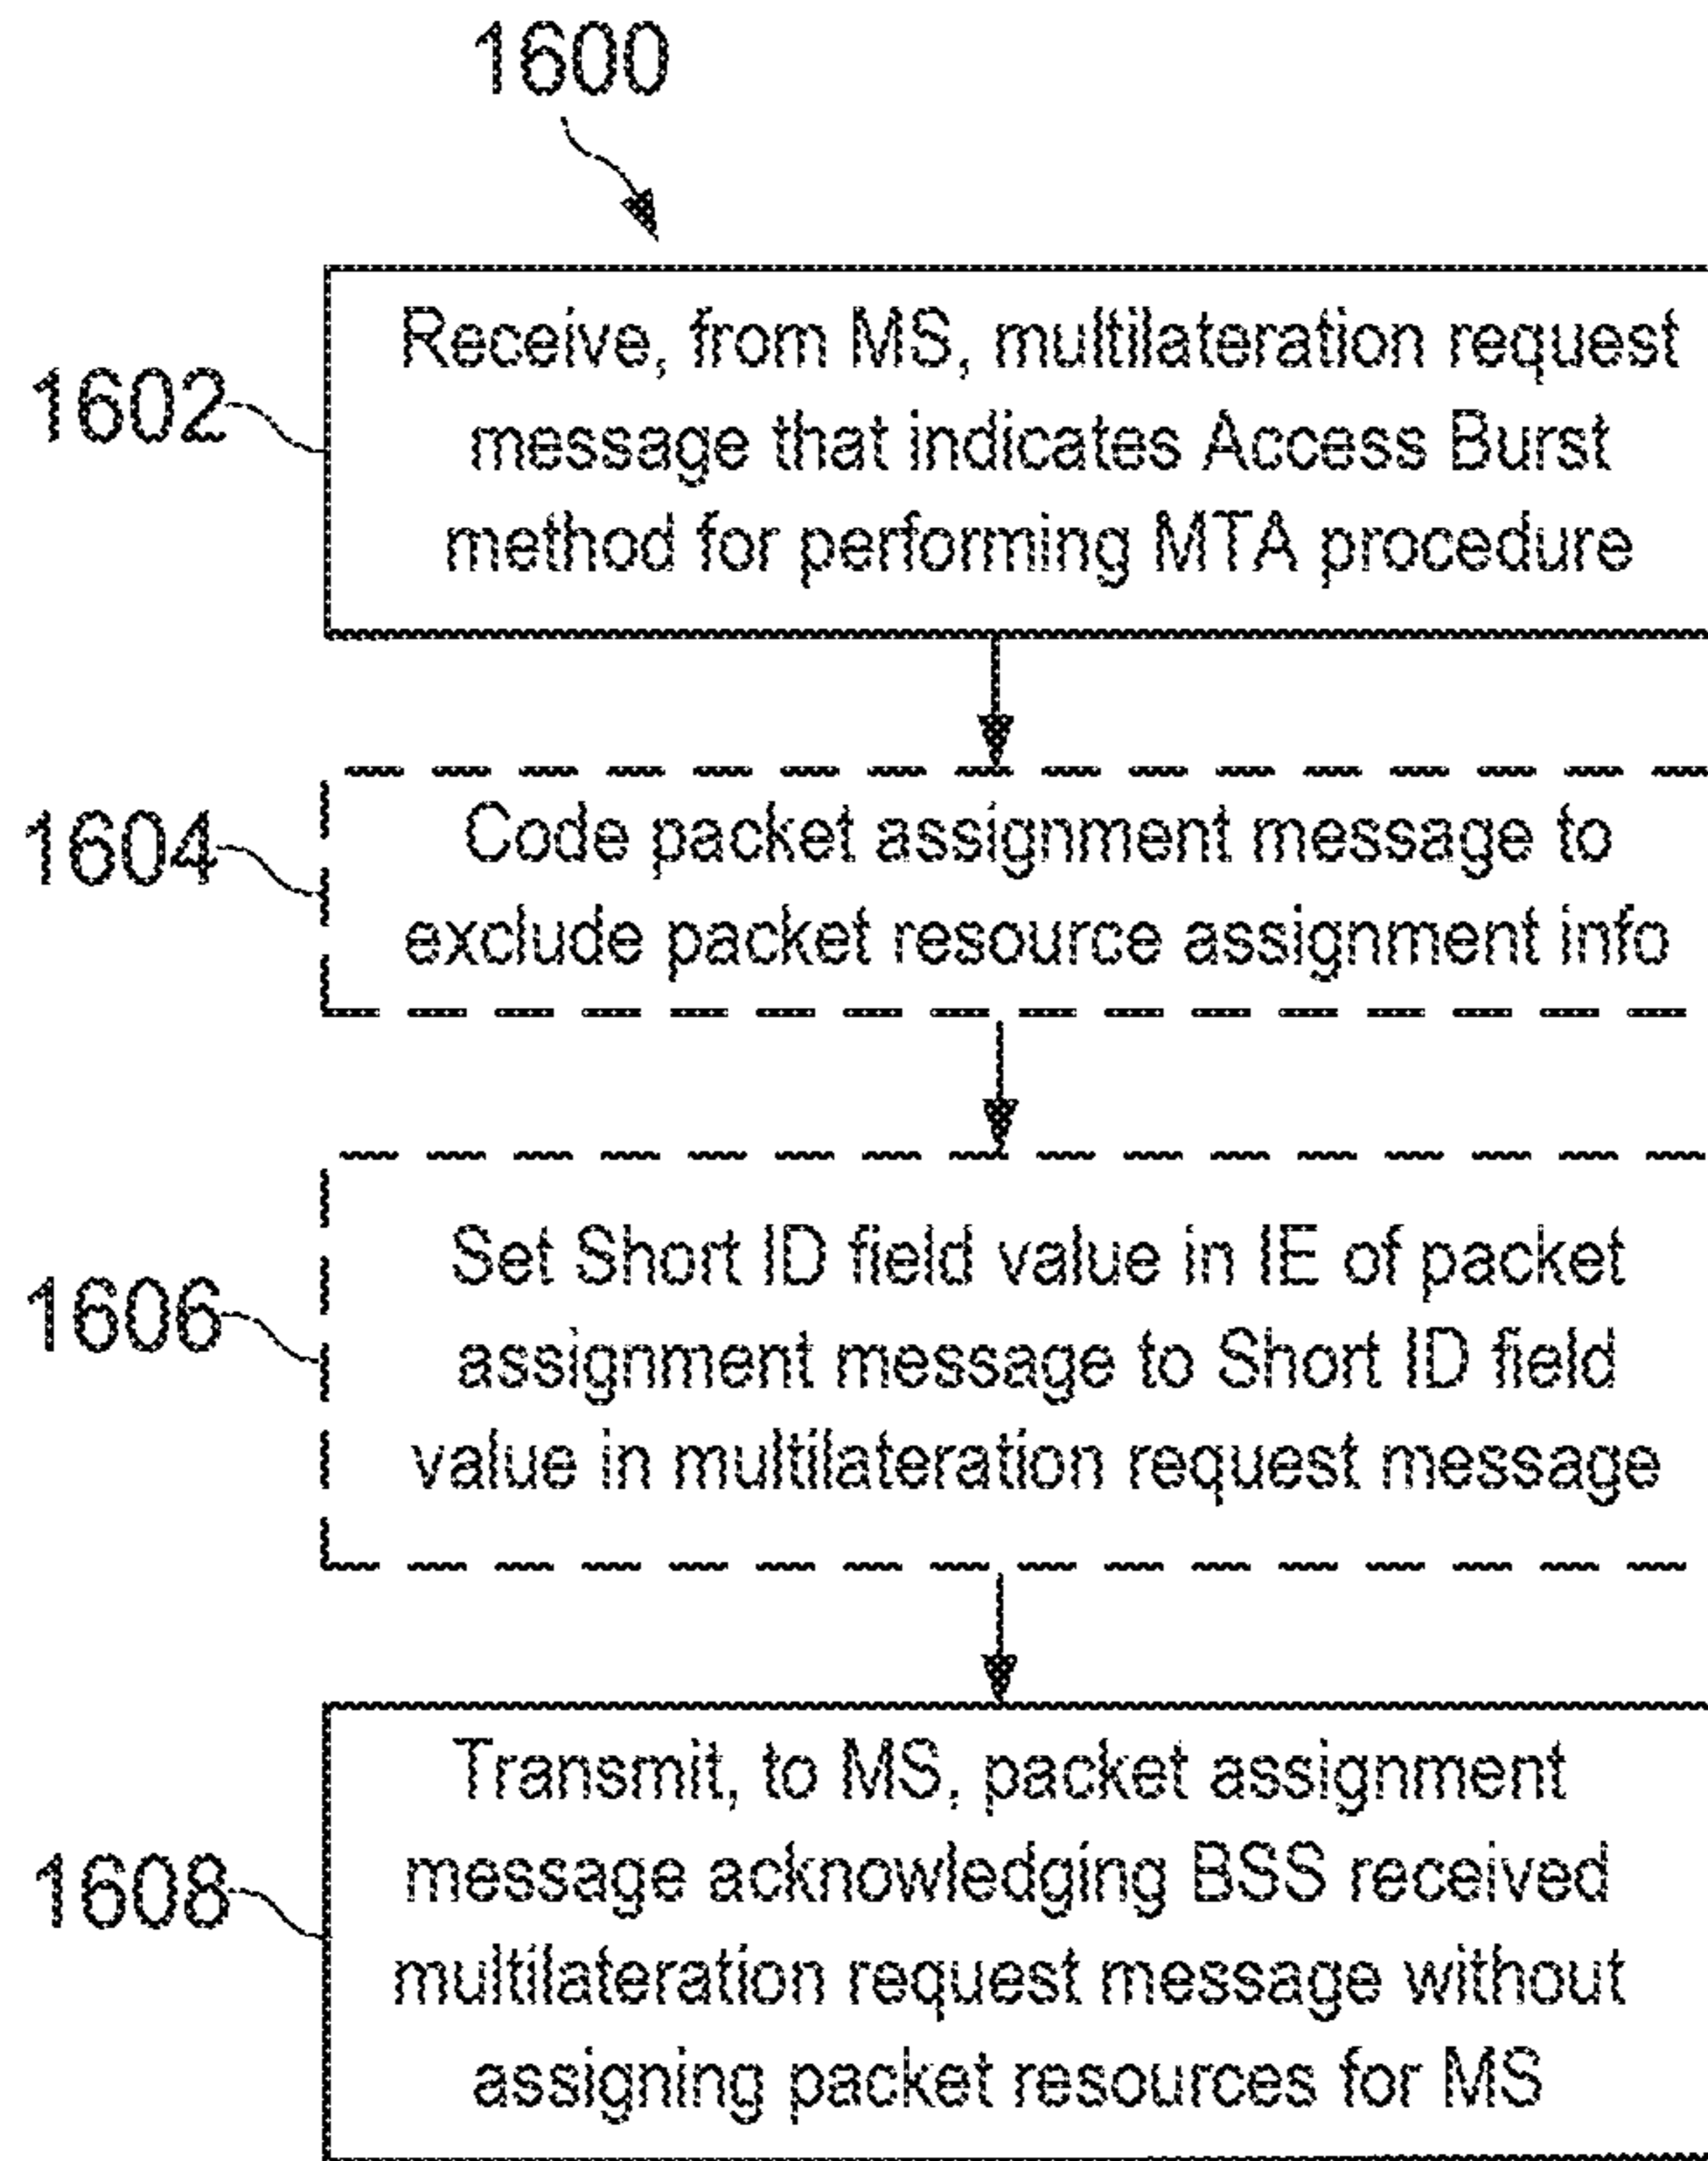 1600
1602
Receive, from MS, multilateration request
message that indicates Access Burst
method for performing MTA procedure
1604
Code packet assignment message to
exclude packet resource assignment info
1606
Set Short ID field value in IE of packet
assignment message to Short ID field
value in multilateration request message
1608
Transmit, to MS, packet assignment
message acknowledging BSS received
multilateration request message without
assigning packet resources for MS